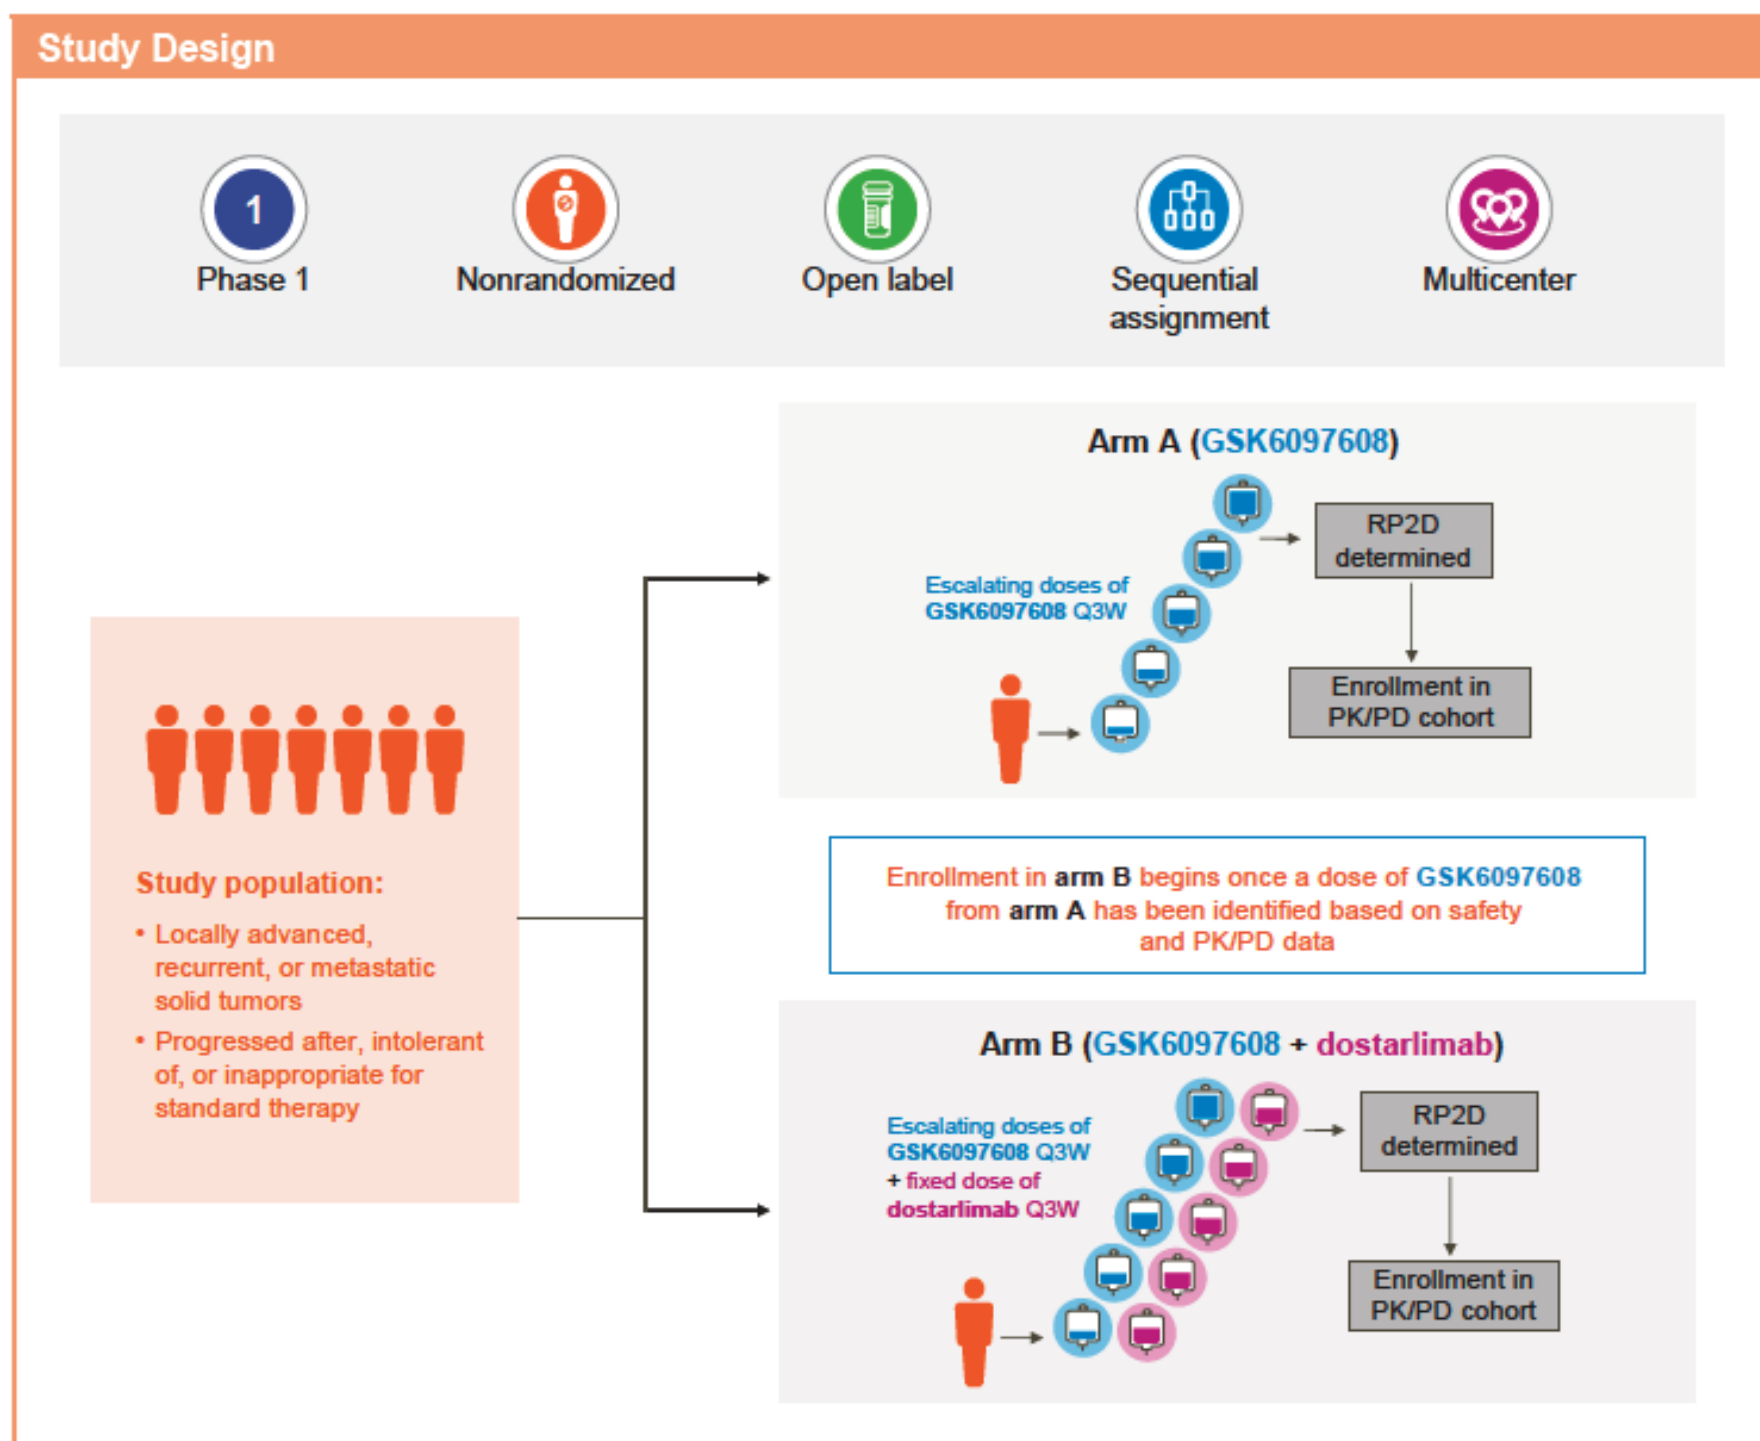 Study Design
1
Phase 1
Nonrandomized
Open label
Sequential
assignment
Multicenter
Study population:
• Locally advanced,
recurrent, or metastatic
solid tumors
• Progressed after, intolerant
of, or inappropriate for
standard therapy
Arm A (GSK6097608)
Escalating doses of
GSK6097608 Q3W
RP2D
determined
Enrollment in
PK/PD cohort
Enrollment in arm B begins once a dose of GSK6097608
from arm A has been identified based on safety
and PK/PD data
Arm B (GSK6097608 + dostarlimab)
Escalating doses of
GSK6097608 Q3W
+ fixed dose of
dostarlimab Q3W
RP2D
determined
Enrollment in
PK/PD cohort